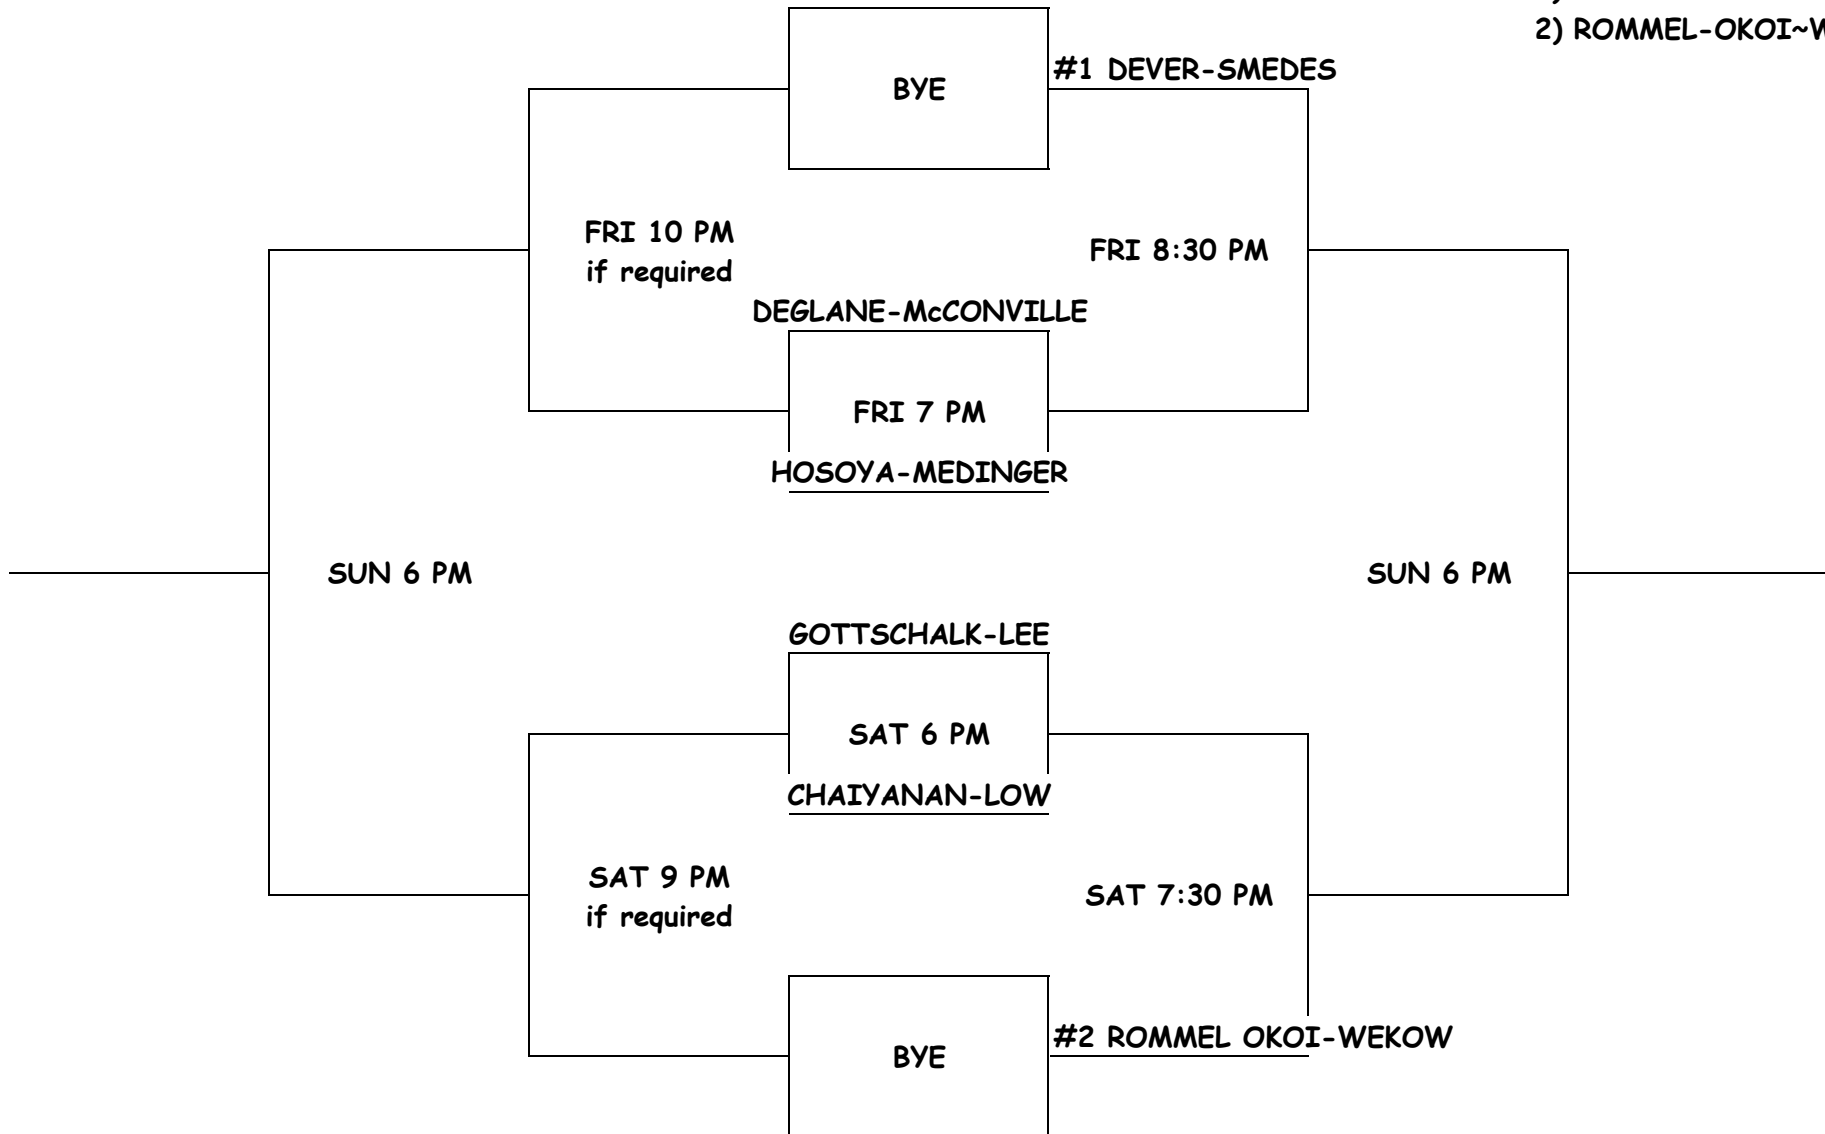 2) ROMMEL-OKOI~W
#1 DEVER-SMEDES
BYE
FRI 10 PM
if required
FRI 8:30 PM
DEGLANE-McCONVILLE
FRI 7 PM
HOSOYA-MEDINGER
SUN 6 PM
SUN 6 PM
GOTTSCHALK-LEE
SAT 6 PM
CHAIYANAN-LOW
SAT 9 PM
if required
SAT 7:30 PM
#2 ROMMEL OKOI-WEKOW
BYE